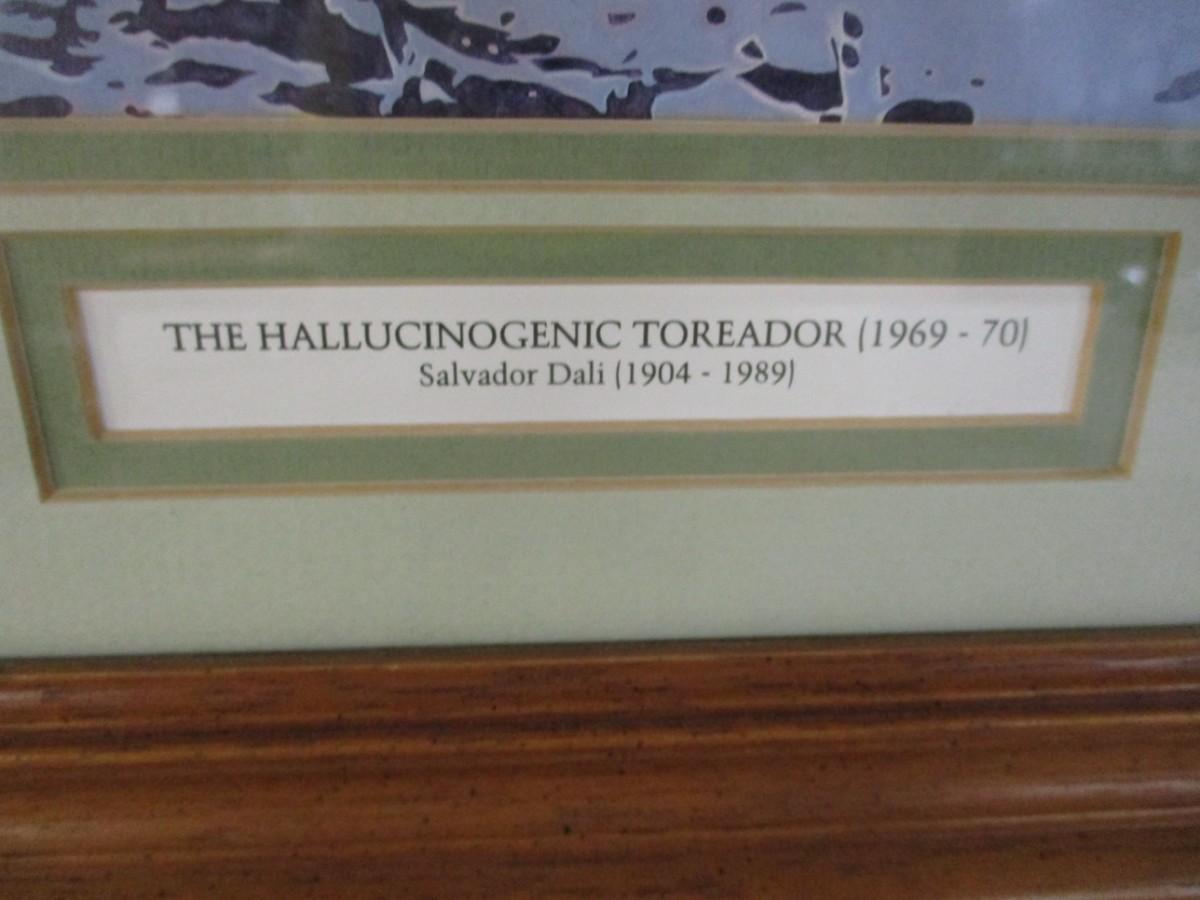 THE HALLUCINOGENIC TOREADOR (1969 - 70)
Salvador Dali (1904 - 1989)